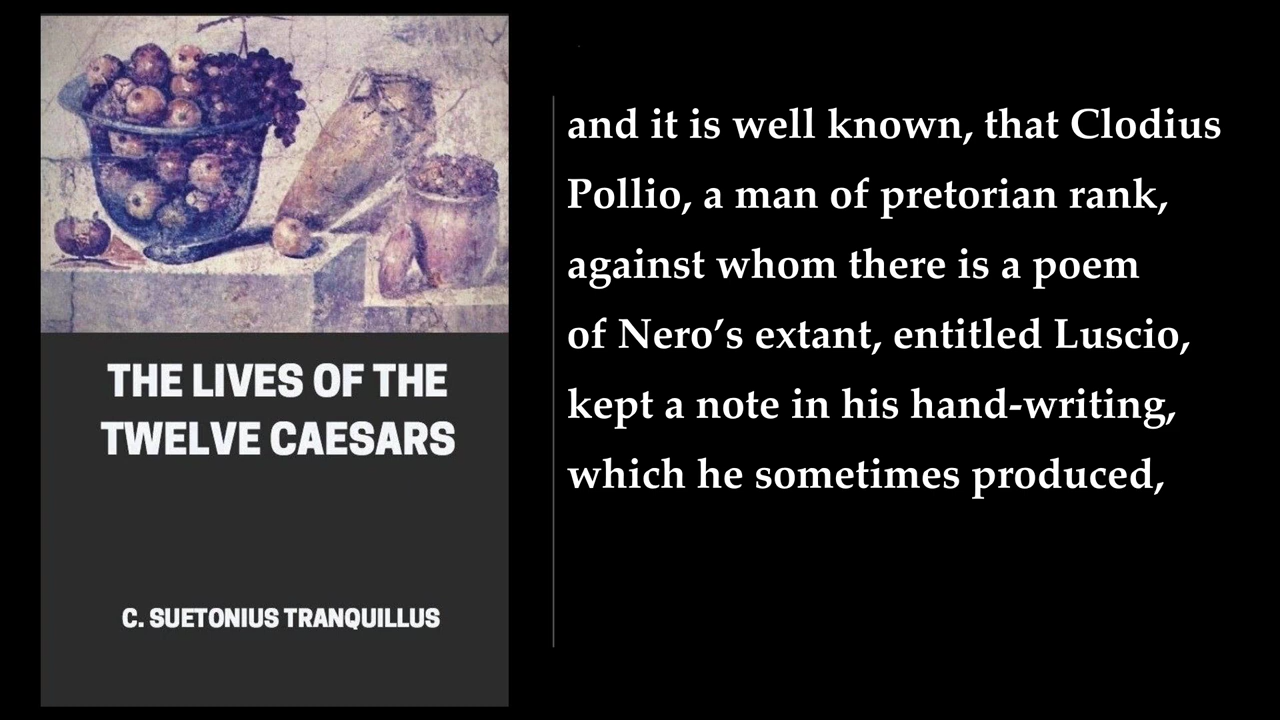 THE LIVES OF THE
TWELVE CAESARS
C. SUETONIUS TRANQUILLUS
and it is well known, that Clodius
Pollio, a man of pretorian rank,
against whom there is a poem
of Nero’s extant, entitled Luscio,
kept a note in his hand-writing,
which he sometimes produced,